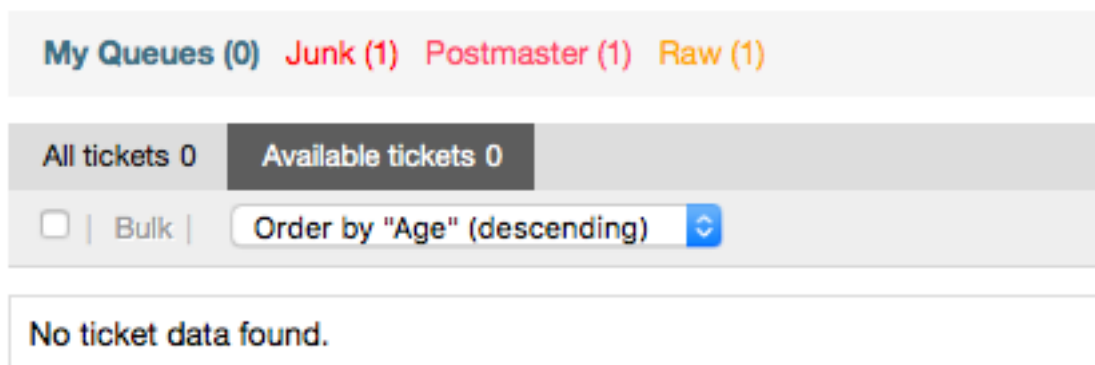 My Queues (0) Junk (1) Postmaster (1) Raw (1)
All tickets 0 Available tickets 0
| Bulk | Order by "Age" (descending)
No ticket data found.